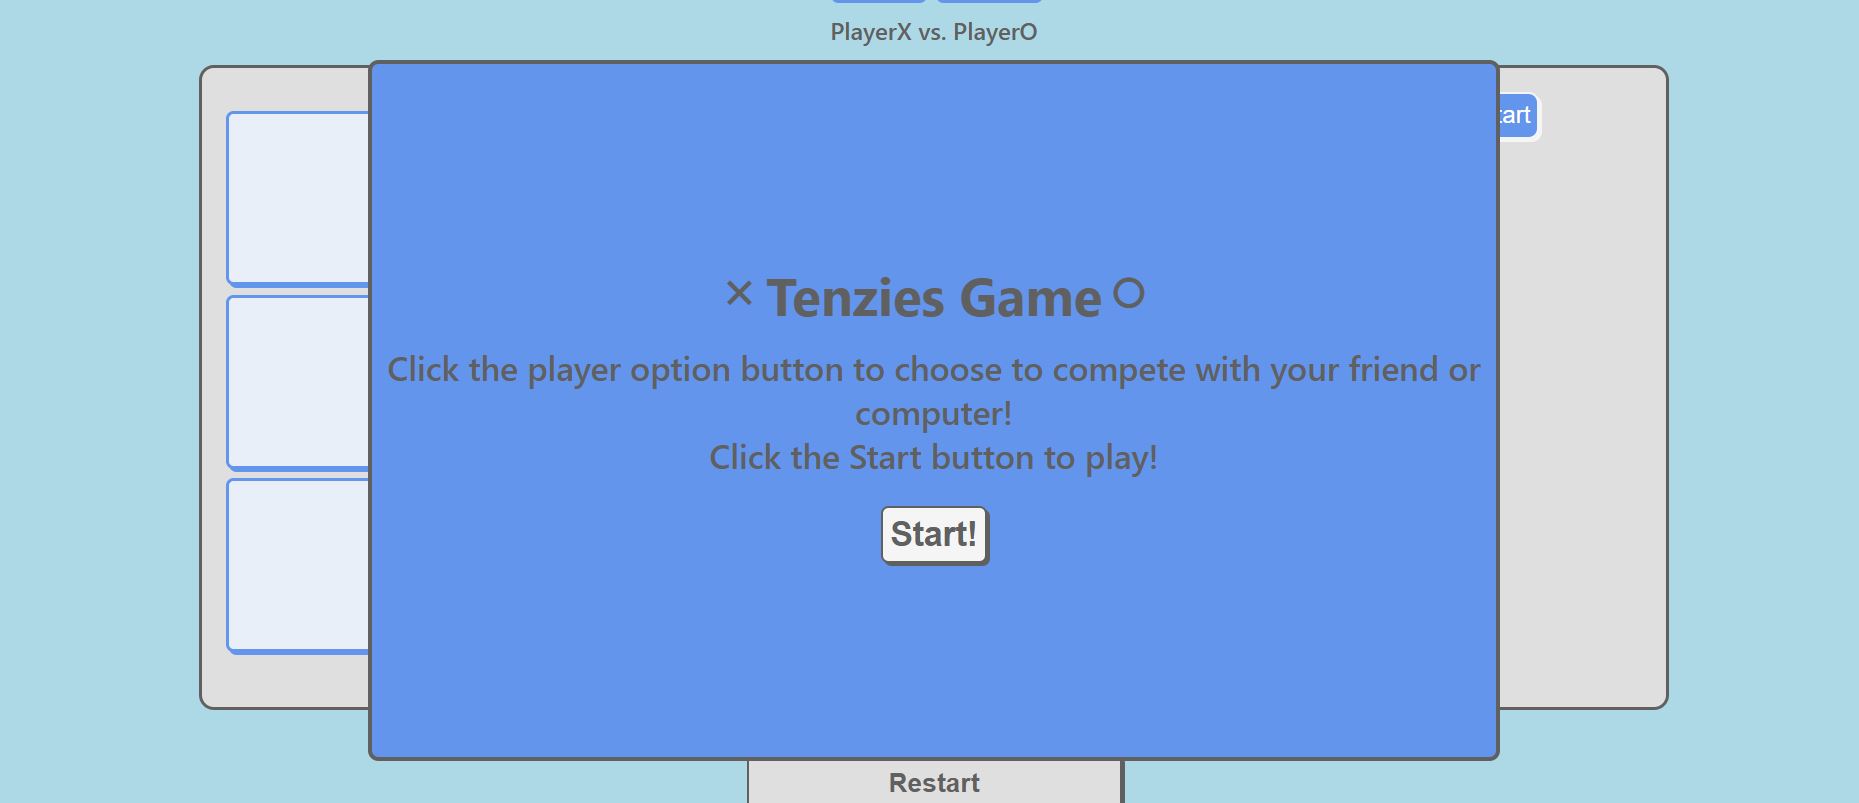 PlayerX vs. PlayerO
tart
× Tenzies Game ○
Click the player option button to choose to compete with your friend or
computer!
Click the Start button to play!
Start!
Restart